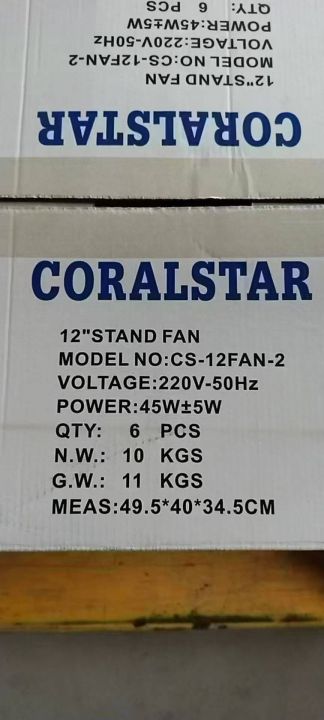 QTY: 6 PCS
POWER:45W±5W
VOLTAGE:220V-50Hz
MODEL NO:CS-12FAN-2
12"STAND FAN
CORALSTAR
CORALSTAR
12"STAND FAN
MODEL NO:CS-12FAN-2
VOLTAGE:220V-50Hz
POWER:45W±5W
QTY: 6 PCS
N.W.: 10 KGS
G.W.: 11 KGS
MEAS:49.5*40*34.5CM